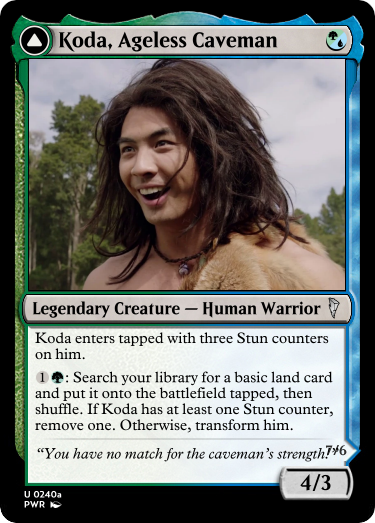 Koda, Ageless Caveman
Legendary Creature — Human Warrior
Koda enters tapped with three Stun counters
on him.
1 : Search your library for a basic land card
and put it onto the battlefield tapped, then
shuffle. If Koda has at least one Stun counter,
remove one. Otherwise, transform him.
“You have no match for the caveman's strength!”
7/6
4/3
U 0240a
PWR